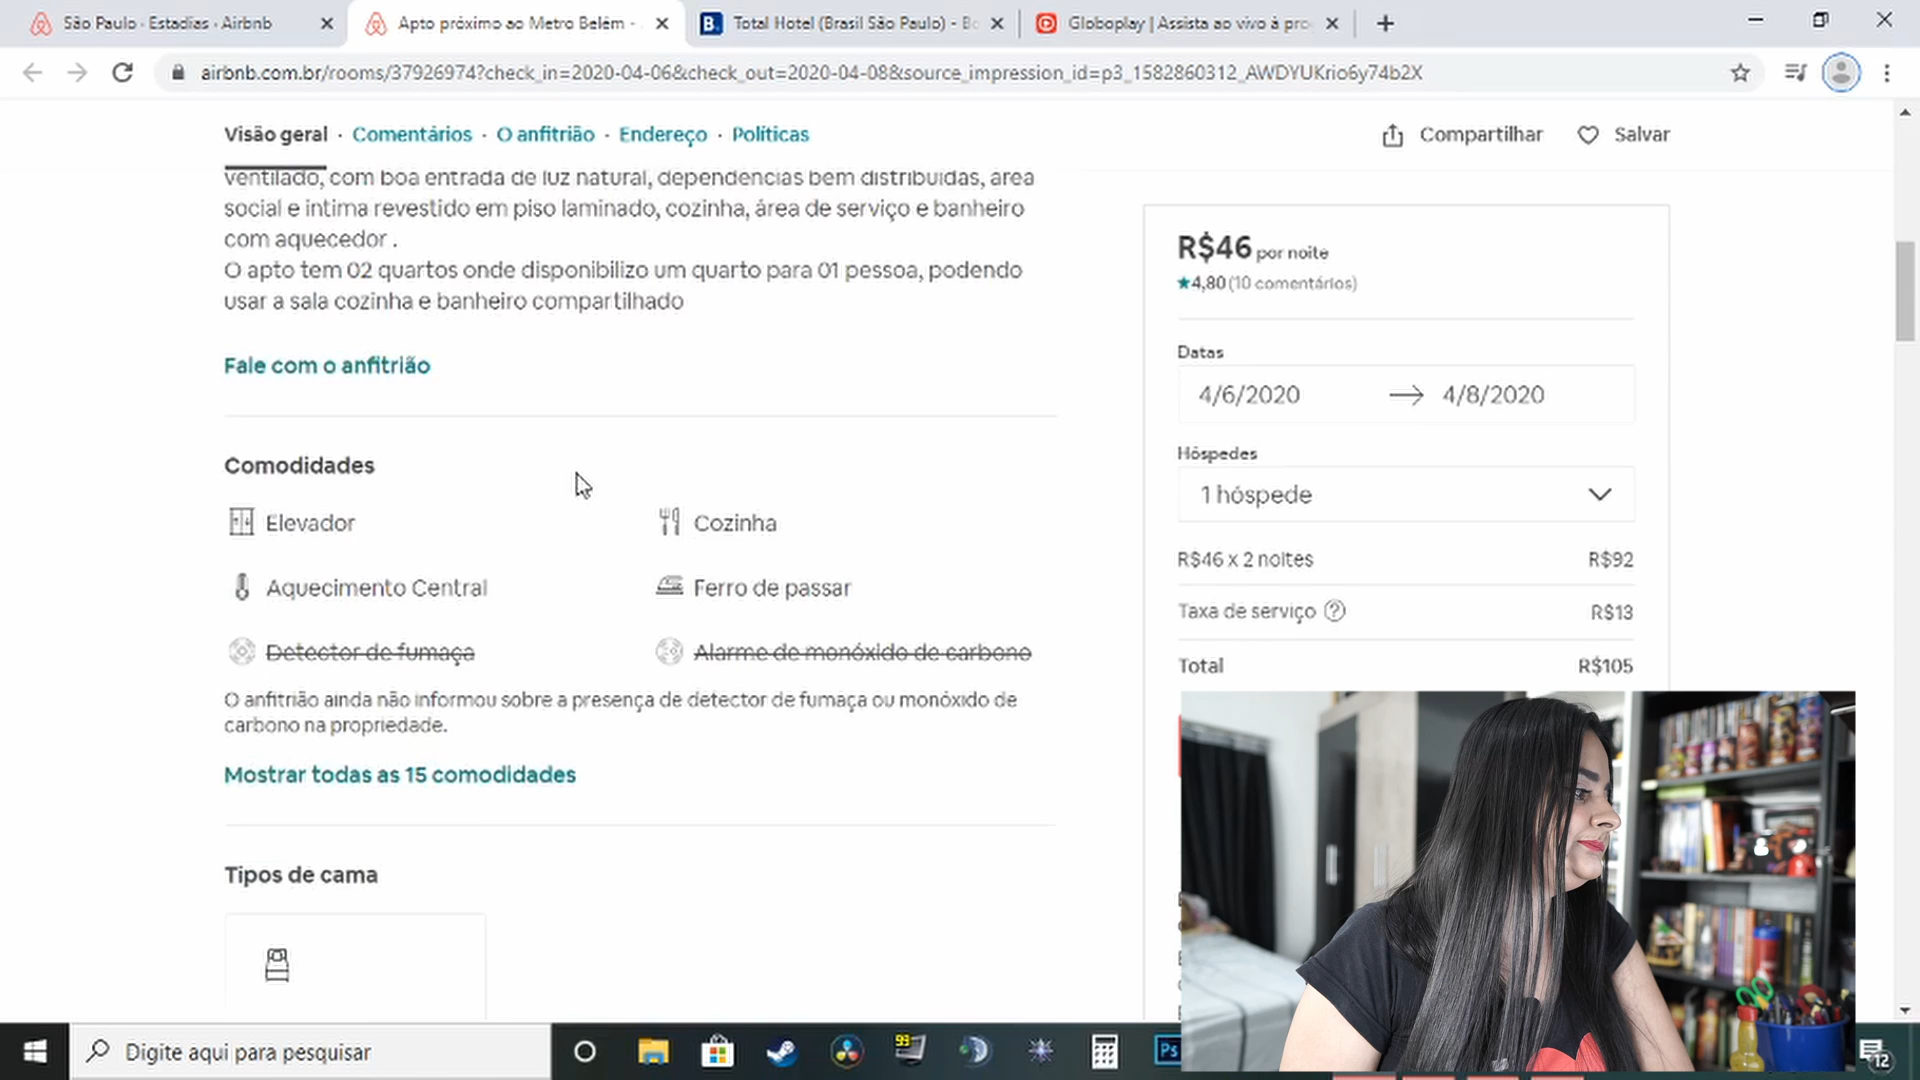 São Paulo · Estadias · Airbnb
Apto próximo ao Metro Belém -
Total Hotel (Brasil São Paulo) - Bo
Globoplay | Assista ao vivo à pro
airbnb.com.br/rooms/37926974?check_in=2020-04-06&check_out=2020-04-08&source_impression_id=p3_1582860312_AWDYUKrio6y74b2X
Visão geral · Comentários · O anfitrião · Endereço · Políticas
Compartilhar
Salvar
ventilado, com boa entrada de luz natural, dependencias bem distribuidas, area
social e intima revestido em piso laminado, cozinha, área de serviço e banheiro
com aquecedor .
O apto tem 02 quartos onde disponibilizo um quarto para 01 pessoa, podendo
usar a sala cozinha e banheiro compartilhado
Fale com o anfitrião
Comodidades
Elevador
Cozinha
Aquecimento Central
Ferro de passar
Detector de fumaça
Alarme de monóxido de carbono
O anfitrião ainda não informou sobre a presença de detector de fumaça ou monóxido de
carbono na propriedade.
Mostrar todas as 15 comodidades
Tipos de cama
R$46 por noite
★4,80 (10 comentários)
Datas
4/6/2020 → 4/8/2020
Hóspedes
1 hóspede
R$46 x 2 noites R$92
Taxa de serviço ? R$13
Total R$105
Digite aqui para pesquisar
99
Ps
12